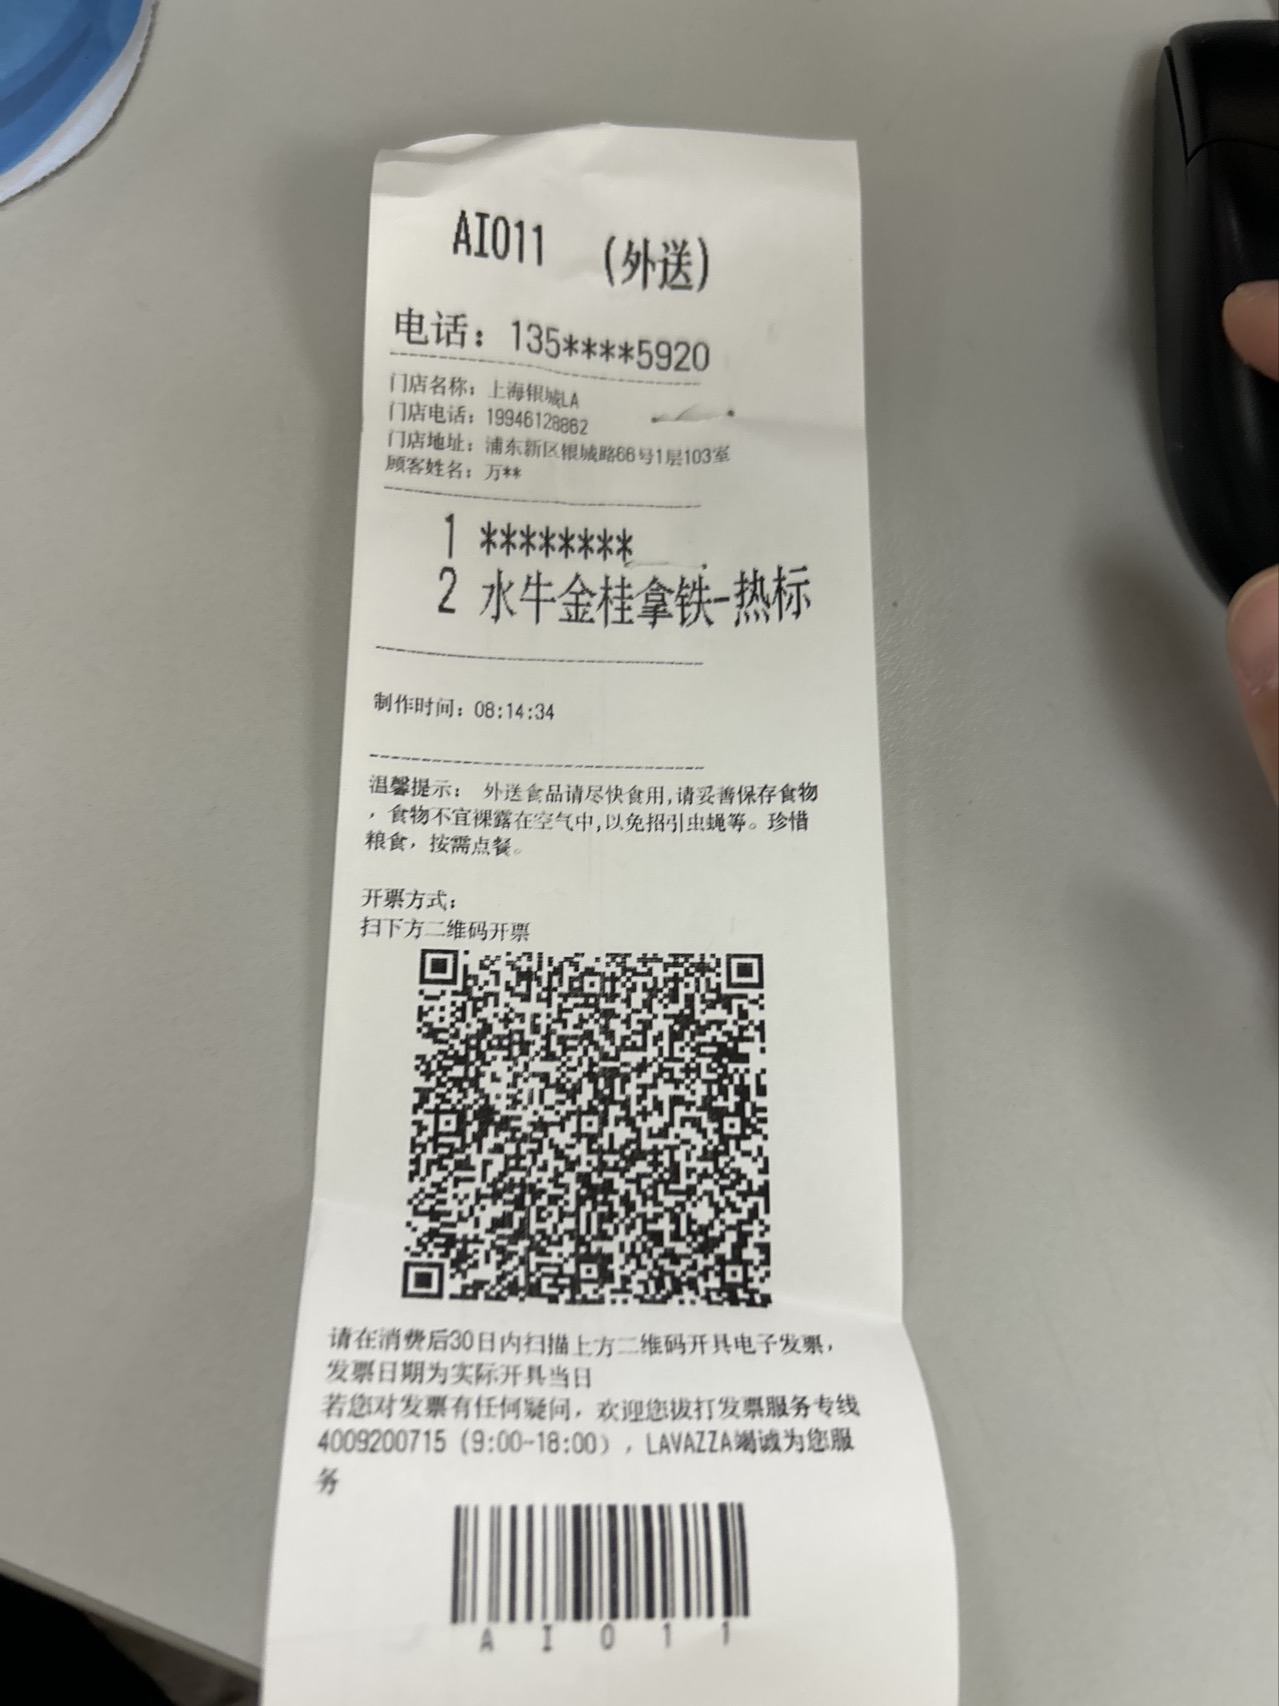 AI011 (外送)
电话：135****5920
门店名称：上海银城LA
门店电话：19946128862
门店地址：浦东新区银城路66号1层103室
顾客姓名：万**
1 ********
2 水牛金桂拿铁-热标
制作时间：08:14:34
温馨提示： 外送食品请尽快食用,请妥善保存食物
，食物不宜裸露在空气中,以免招引虫蝇等。珍惜
粮食，按需点餐。
开票方式：
扫下方二维码开票
请在消费后30日内扫描上方二维码开具电子发票，
发票日期为实际开具当日
若您对发票有任何疑问，欢迎您拔打发票服务专线
4009200715（9:00-18:00），LAVAZZA竭诚为您服
务
AI011